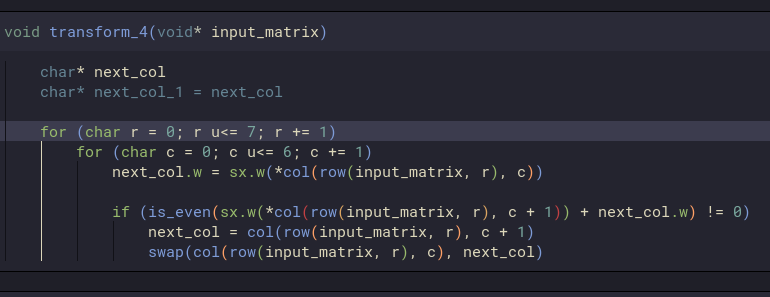 void transform_4(void* input_matrix)
char* next_col
char* next_col_1 = next_col
for (char r = 0; r u<= 7; r += 1)
for (char c = 0; c u<= 6; c += 1)
next_col.w = sx.w(*col(row(input_matrix, r), c))
if (is_even(sx.w(*col(row(input_matrix, r), c + 1)) + next_col.w) != 0)
next_col = col(row(input_matrix, r), c + 1)
swap(col(row(input_matrix, r), c), next_col)